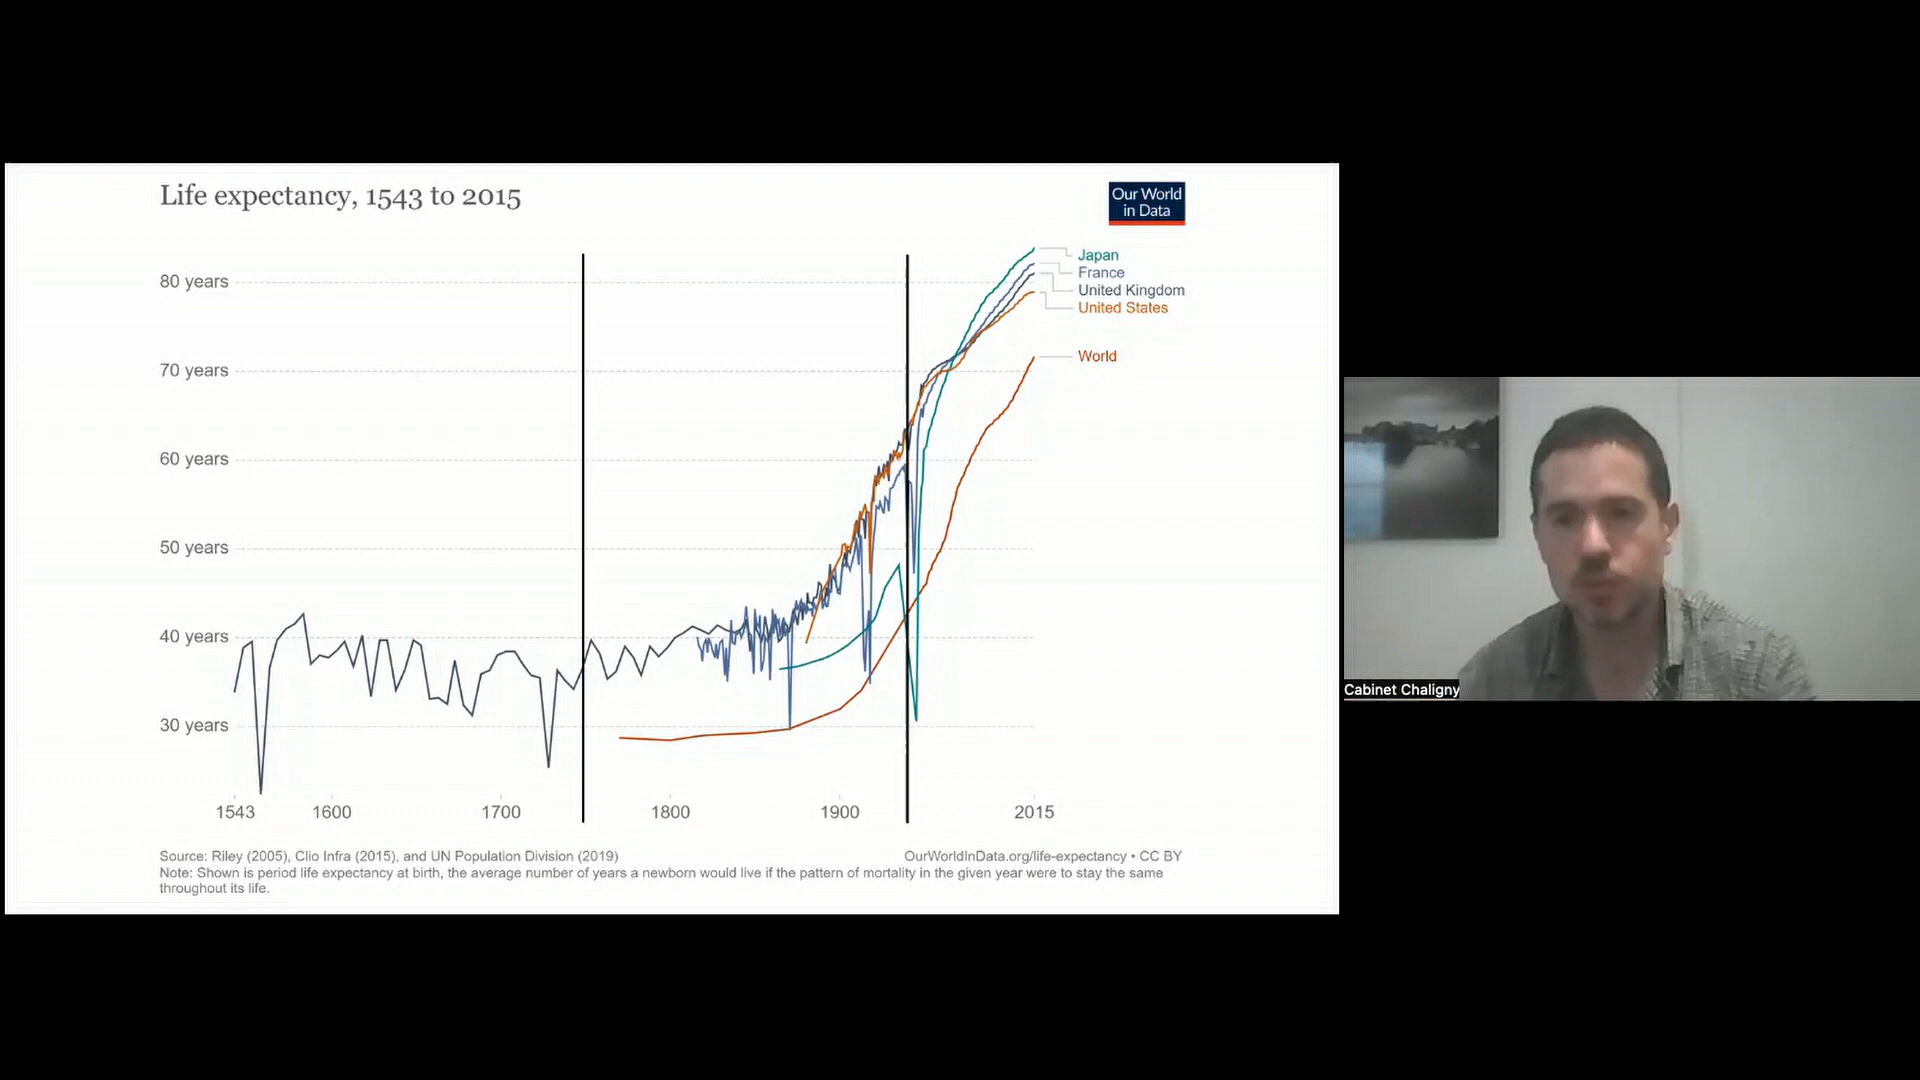 Life expectancy, 1543 to 2015
Our World
in Data
80 years
70 years
60 years
50 years
40 years
30 years
Japan
France
United Kingdom
United States
World
1543
1600
1700
1800
1900
2015
Source: Riley (2005), Clio Infra (2015), and UN Population Division (2019)
OurWorldInData.org/life-expectancy • CC BY
Note: Shown is period life expectancy at birth, the average number of years a newborn would live if the pattern of mortality in the given year were to stay the same
throughout its life.
Cabinet Chaligny